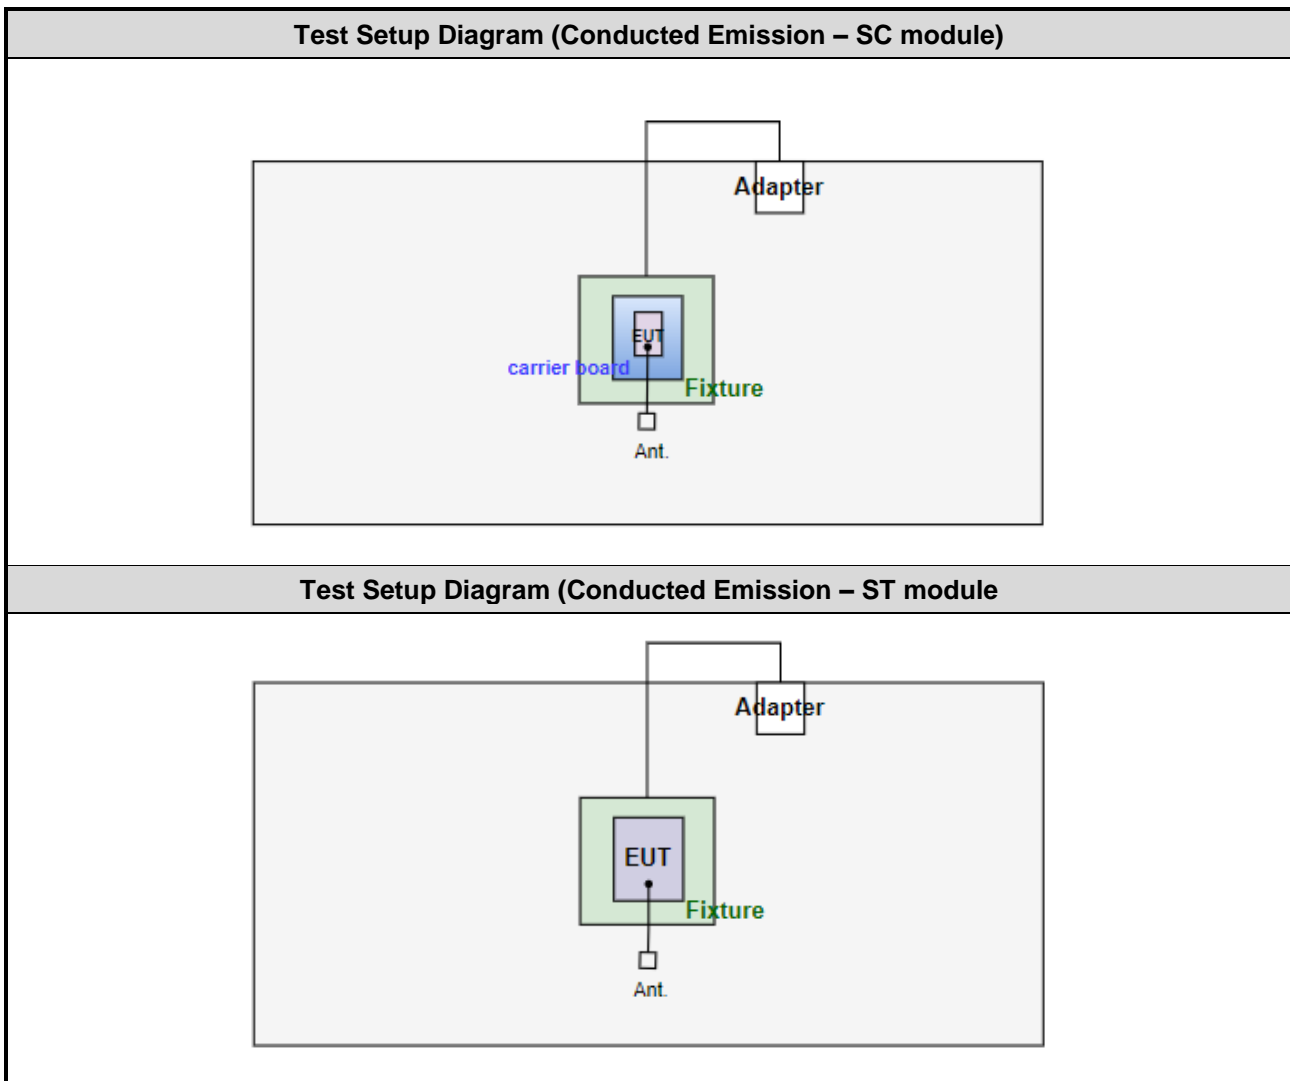 Test Setup Diagram (Conducted Emission – SC module)
Adapter
EUT
carrier board
Fixture
Ant.
Test Setup Diagram (Conducted Emission – ST module
Adapter
EUT
Fixture
Ant.